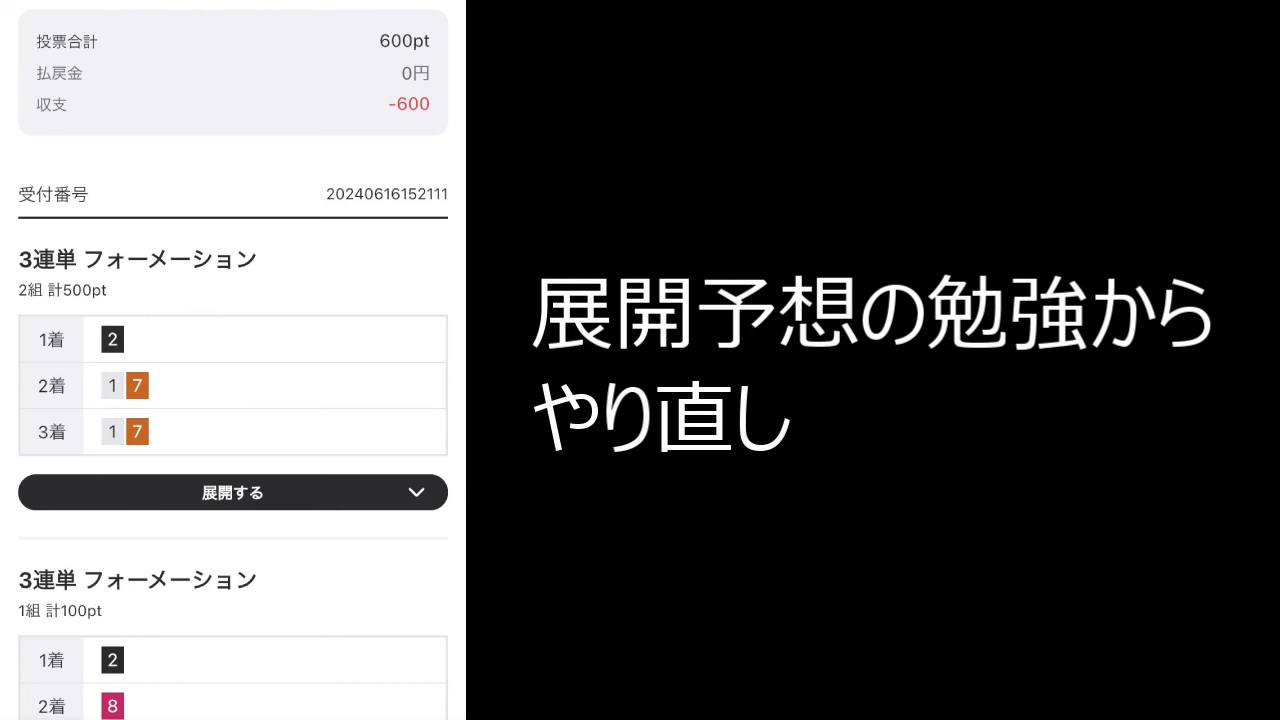 投票合計 600pt
払戻金 0円
収支 -600
受付番号 20240616152111
3連単 フォーメーション
2組 計500pt
1着 2
2着 1 7
3着 1 7
展開する
3連単 フォーメーション
1組 計100pt
1着 2
2着 8
展開予想の勉強から
やり直し